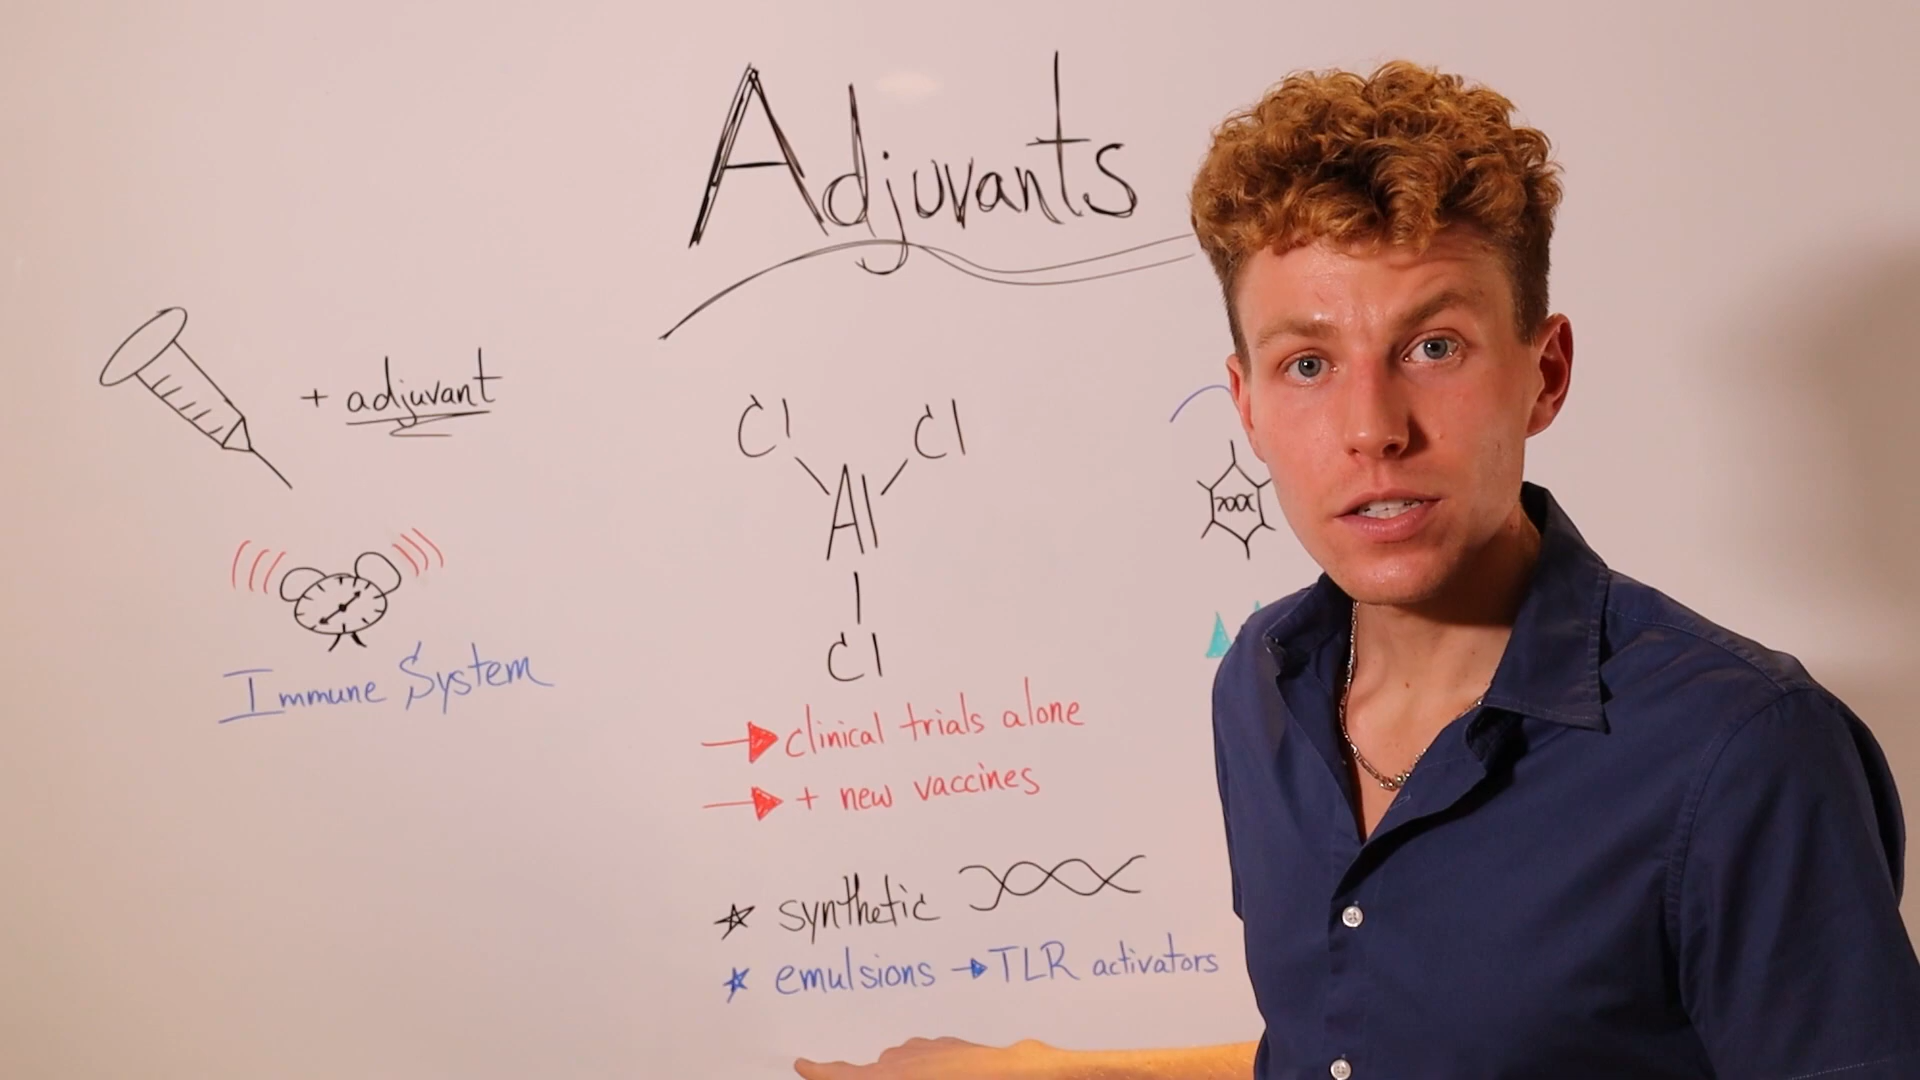 Adjuvants
+ adjuvant
Immune System
Cl Cl
Al
Cl
→ clinical trials alone
→ + new vaccines
☆ synthetic
☆ emulsions → TLR activators